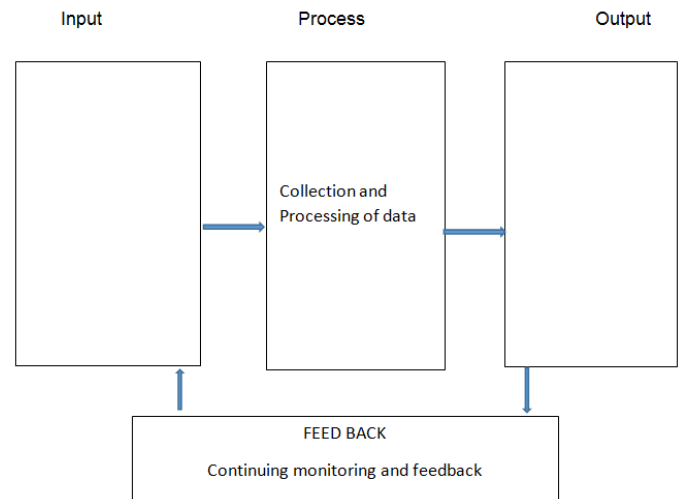 Input
Process
Output
Collection and
Processing of data
FEED BACK
Continuing monitoring and feedback